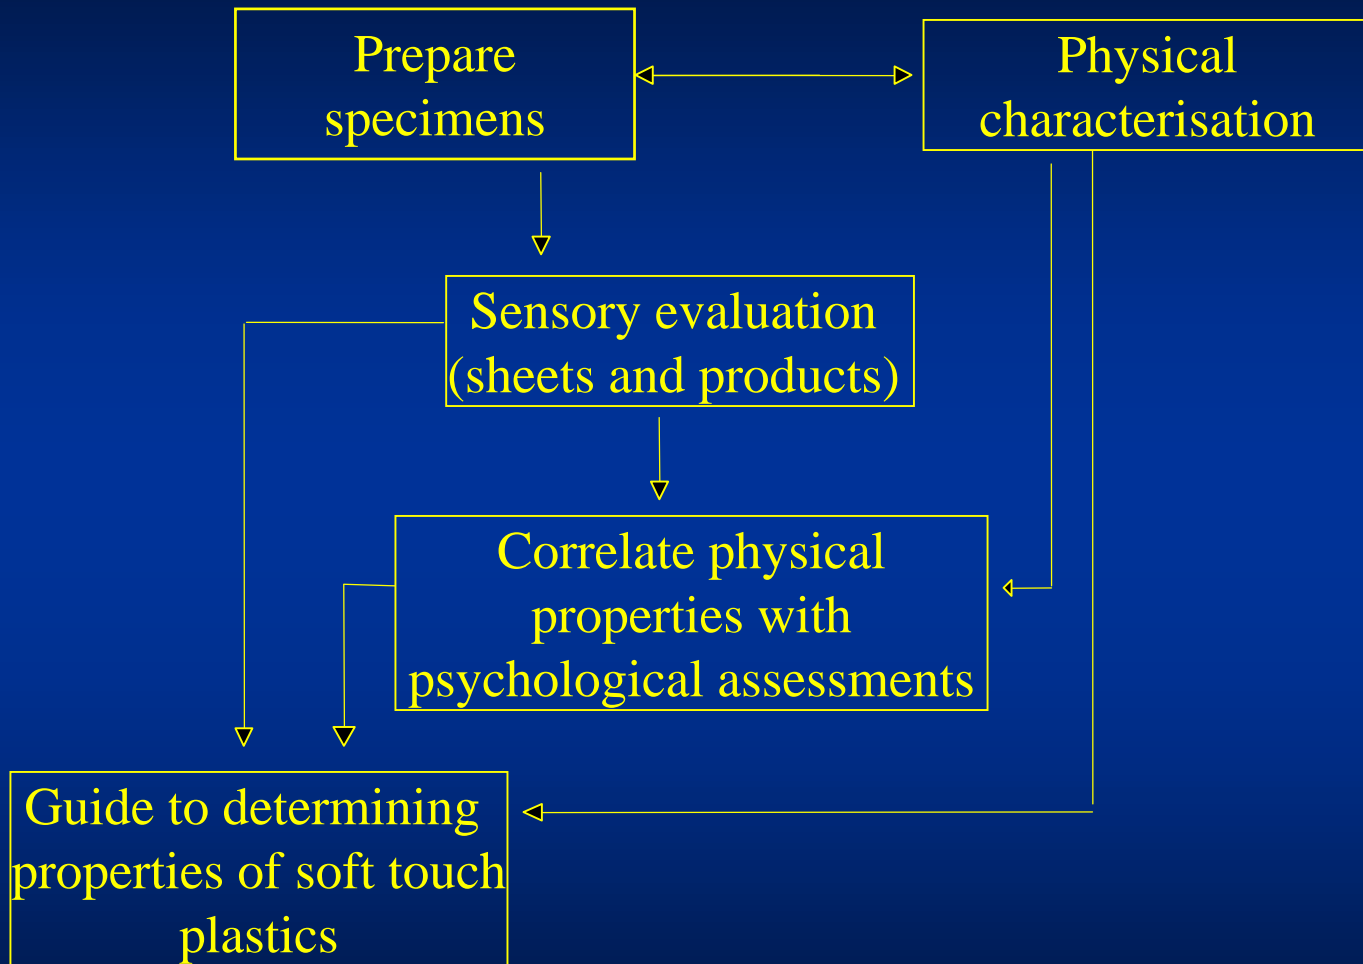 Prepare
specimens
Physical
characterisation
Sensory evaluation
(sheets and products)
Correlate physical
properties with
psychological assessments
Guide to determining
properties of soft touch
plastics